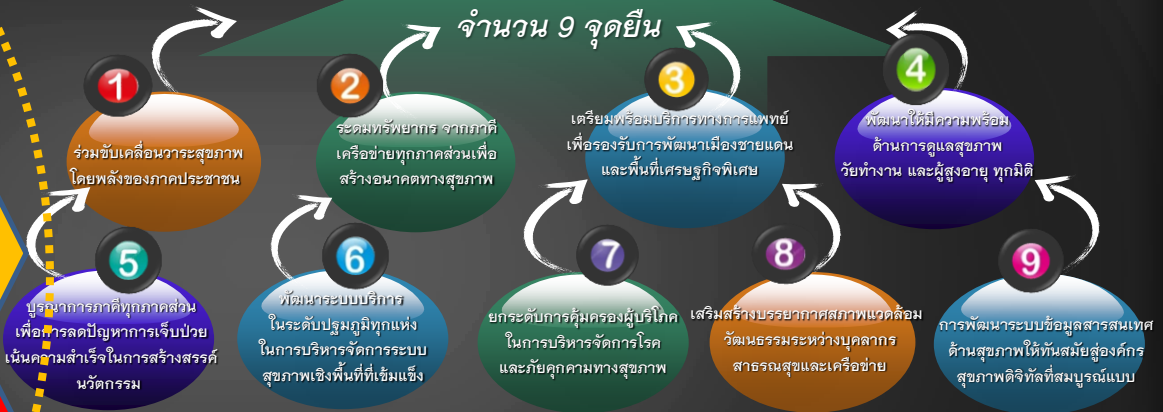 จำนวน 9 จุดยืน
1
ร่วมขับเคลื่อนวาระสุขภาพ
โดยพลังของภาคประชาชน
2
ระดมทรัพยากร จากภาคี
เครือข่ายทุกภาคส่วนเพื่อ
สร้างอนาคตทางสุขภาพ
3
เตรียมพร้อมบริการทางการแพทย์
เพื่อรองรับการพัฒนาเมืองชายแดน
และพื้นที่เศรษฐกิจพิเศษ
4
พัฒนาให้มีความพร้อม
ด้านการดูแลสุขภาพ
วัยทำงาน และผู้สูงอายุ ทุกมิติ
5
บูรณาการภาคีทุกภาคส่วน
เพื่อการลดปัญหาการเจ็บป่วย
เน้นความสำเร็จในการสร้างสรรค์
นวัตกรรม
6
พัฒนาระบบบริการ
ในระดับปฐมภูมิทุกแห่ง
ในการบริหารจัดการระบบ
สุขภาพเชิงพื้นที่ที่เข้มแข็ง
7
ยกระดับการคุ้มครองผู้บริโภค
ในการบริหารจัดการโรค
และภัยคุกคามทางสุขภาพ
8
เสริมสร้างบรรยากาศสภาพแวดล้อม
วัฒนธรรมระหว่างบุคลากร
สาธรณสุขและเครือข่าย
9
การพัฒนาระบบข้อมูลสารสนเทศ
ด้านสุขภาพให้ทันสมัยสู่องค์กร
สุขภาพดิจิทัลที่สมบูรณ์แบบ